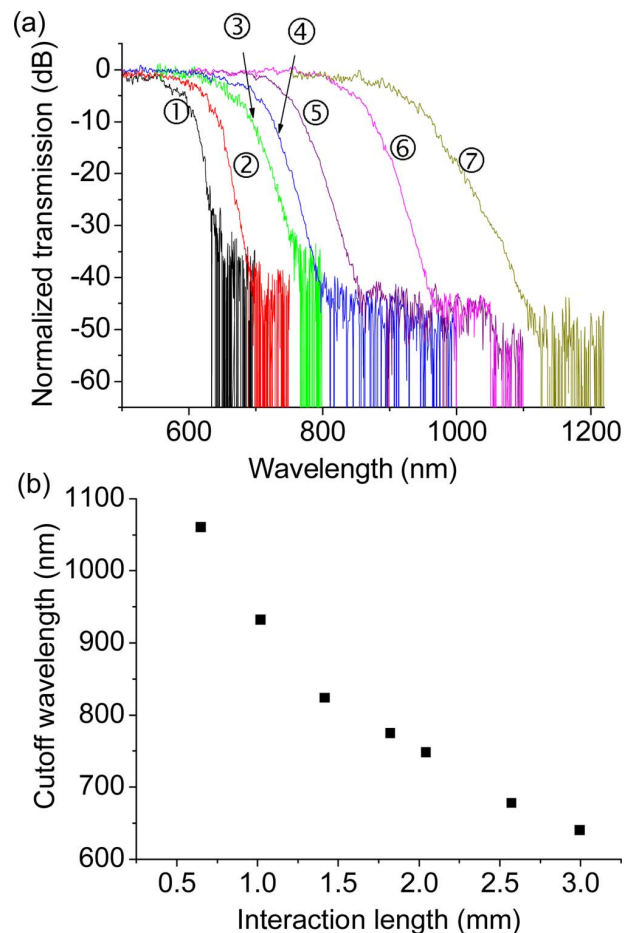 (a)
③ ④
0
-10
-20
-30
-40
-50
-60
Normalized transmission (dB)
① ② ⑤ ⑥ ⑦
600 800 1000 1200
Wavelength (nm)
(b)
1100
1000
900
800
700
600
Cutoff wavelength (nm)
0.5 1.0 1.5 2.0 2.5 3.0
Interaction length (mm)